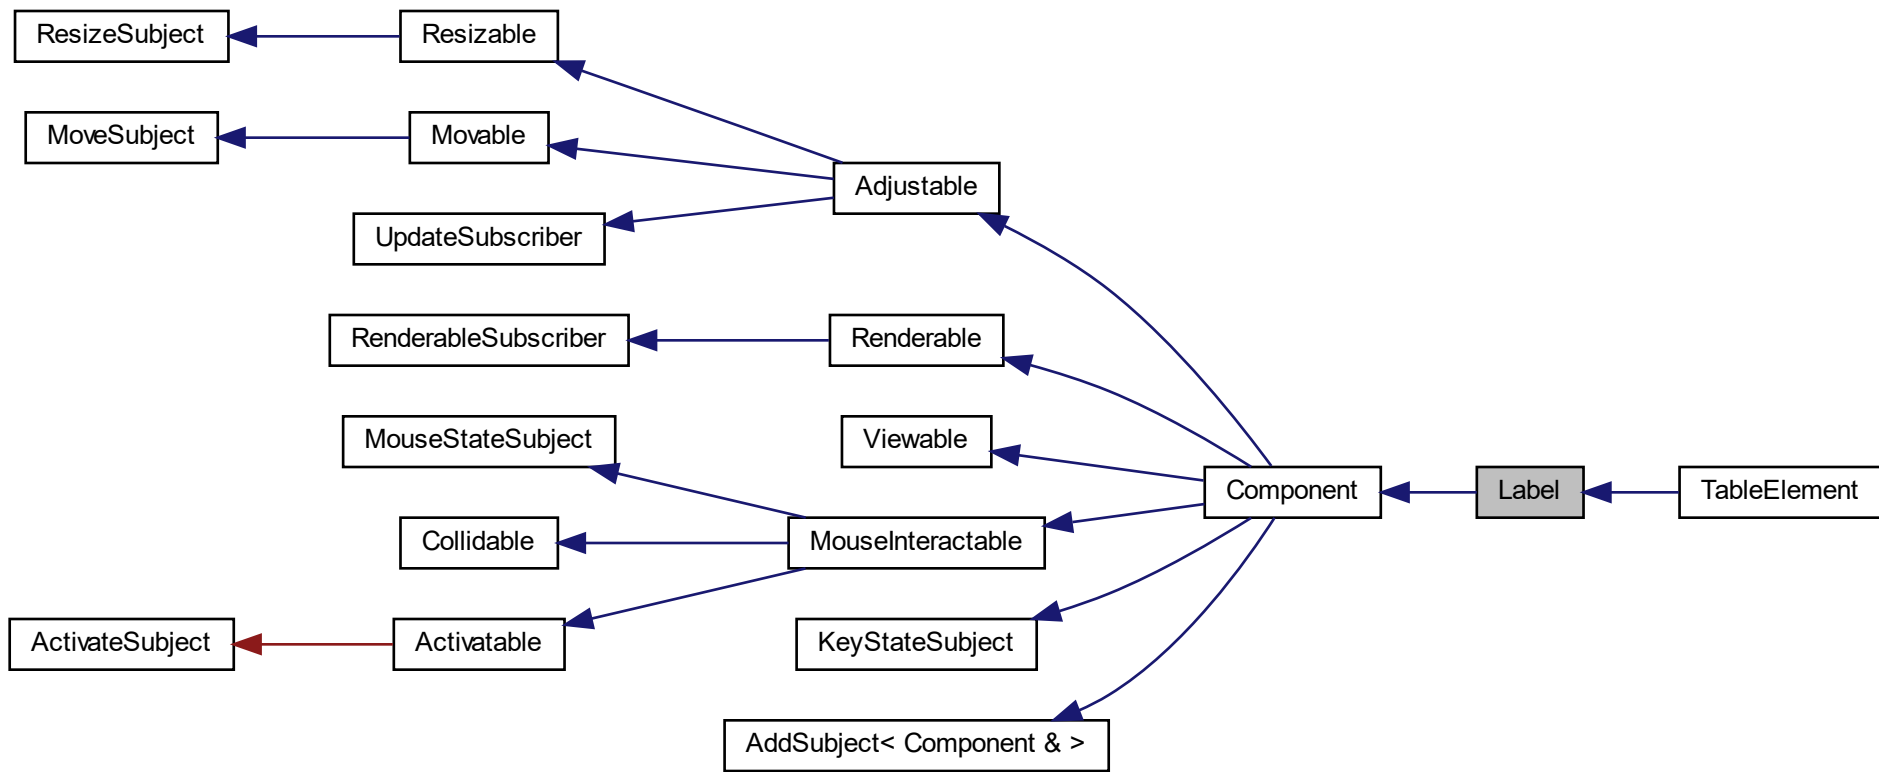 ResizeSubject
Resizable
MoveSubject
Movable
Adjustable
UpdateSubscriber
RenderableSubscriber
Renderable
MouseStateSubject
Viewable
Component
Label
TableElement
Collidable
MouseInteractable
ActivateSubject
Activatable
KeyStateSubject
AddSubject< Component & >